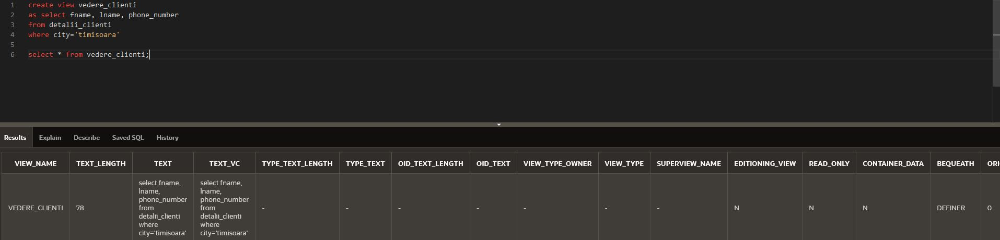 1 create view vedere_clienti
2 as select fname, lname, phone_number
3 from detalii_clienti
4 where city='timisoara'
5
6 select * from vedere_clienti;
Results Explain Describe Saved SQL History
VIEW_NAME TEXT_LENGTH TEXT TEXT_VC TYPE_TEXT_LENGTH TYPE_TEXT OID_TEXT_LENGTH OID_TEXT VIEW_TYPE_OWNER VIEW_TYPE SUPERVIEW_NAME EDITIONING_VIEW READ_ONLY CONTAINER_DATA BEQUEATH ORI
select fname, select fname,
lname, lname,
phone_number phone_number
from from
VEDERE_CLIENTI 78 - - - - - - - N N N DEFINER 0
detalii_clienti detalii_clienti
where where
city='timisoara' city='timisoara'